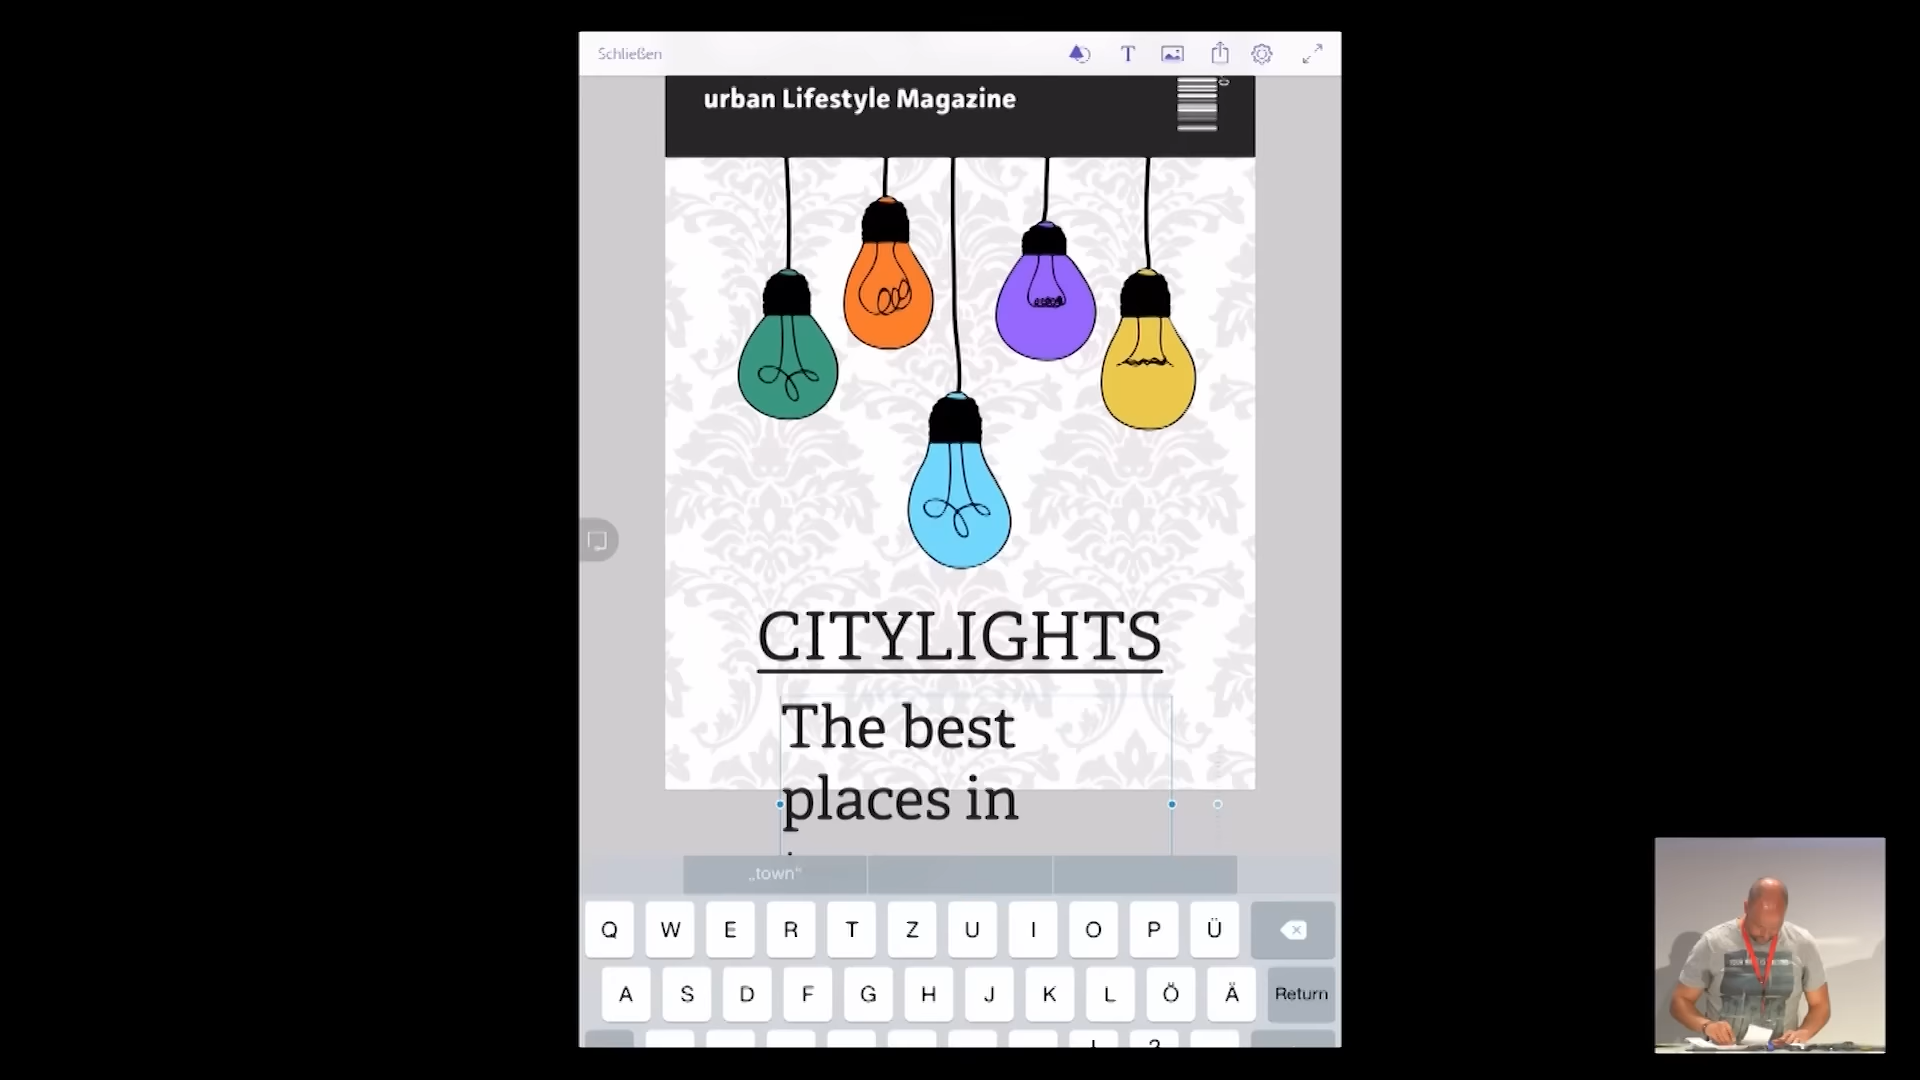 Schließen
T
urban Lifestyle Magazine
CITYLIGHTS
The best
places in
„town“
Q W E R T Z U I O P Ü
A S D F G H J K L Ö Ä Return